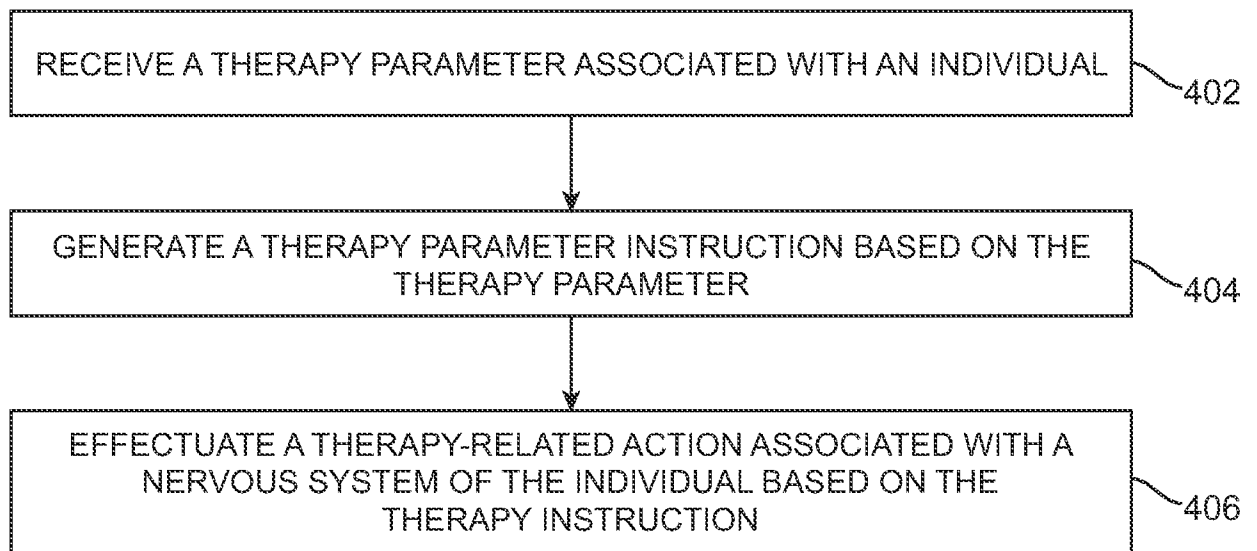 RECEIVE A THERAPY PARAMETER ASSOCIATED WITH AN INDIVIDUAL
402
GENERATE A THERAPY PARAMETER INSTRUCTION BASED ON THE
THERAPY PARAMETER
404
EFFECTUATE A THERAPY-RELATED ACTION ASSOCIATED WITH A
NERVOUS SYSTEM OF THE INDIVIDUAL BASED ON THE
THERAPY INSTRUCTION
406